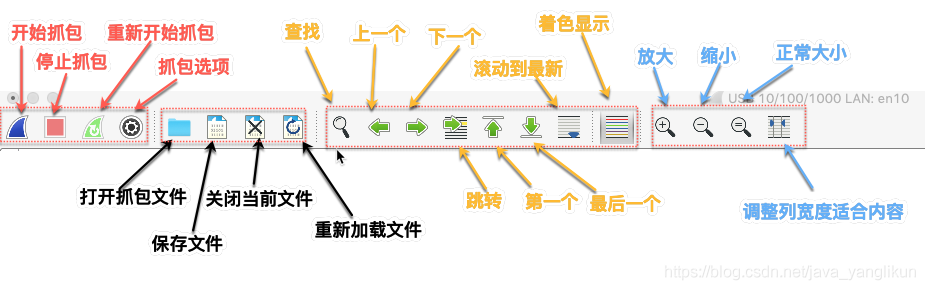 开始抓包
重新开始抓包
停止抓包
抓包选项
查找
上一个
下一个
滚动到最新
着色显示
放大
缩小
正常大小
USB 10/100/1000 LAN: en10
打开抓包文件
关闭当前文件
保存文件
重新加载文件
跳转
第一个
最后一个
调整列宽度适合内容
https://blog.csdn.net/java_yanglikun